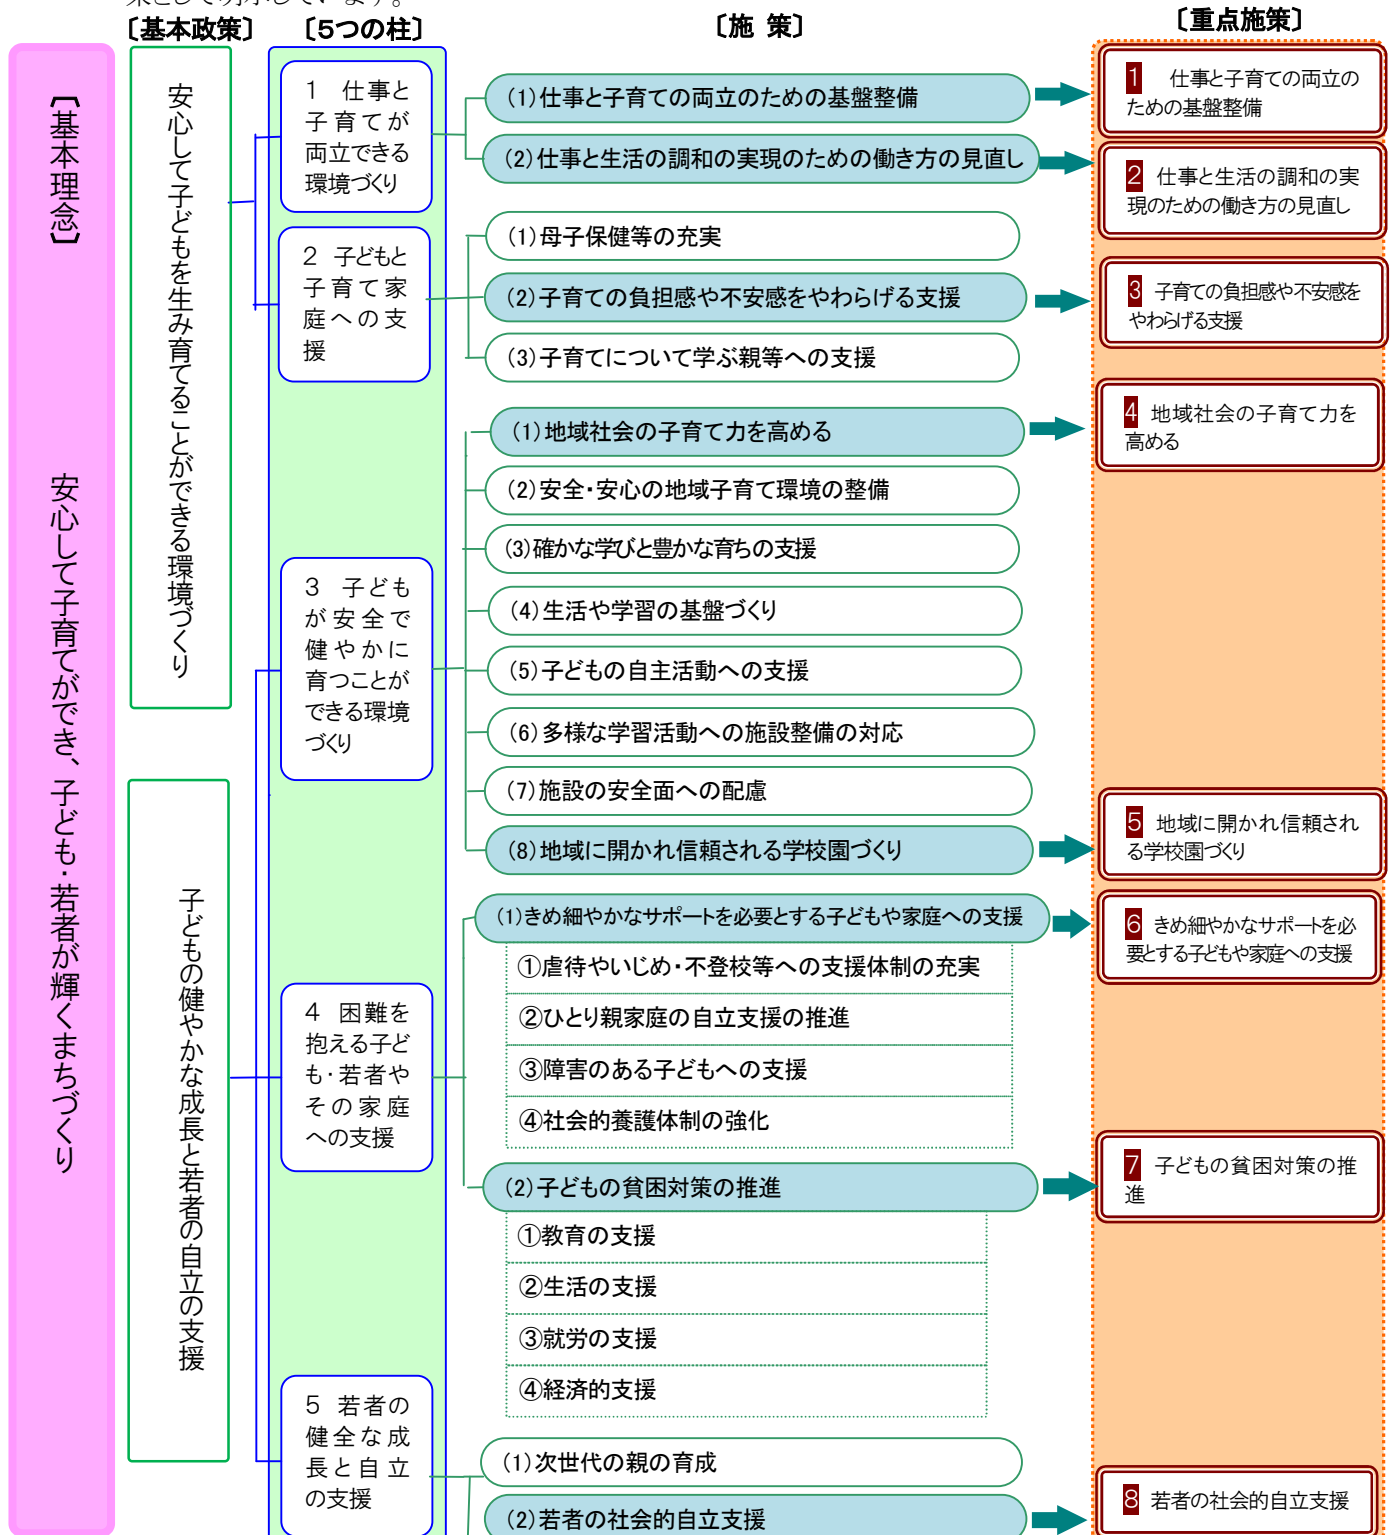 〔基本政策〕
〔5つの柱〕
〔施 策〕
〔重点施策〕
【基本理念】
安心して子育てができ、子ども・若者が輝くまちづくり
安心して子どもを生み育てることができる環境づくり
子どもの健やかな成長と若者の自立の支援
1 仕事と
子育てが
両立できる
環境づくり
(1)仕事と子育ての両立のための基盤整備
(2)仕事と生活の調和の実現のための働き方の見直し
2 子どもと
子育て家
庭への支
援
(1)母子保健等の充実
(2)子育ての負担感や不安感をやわらげる支援
(3)子育てについて学ぶ親等への支援
3 子ども
が安全で
健やかに
育つことが
できる環境
づくり
(1)地域社会の子育て力を高める
(2)安全・安心の地域子育て環境の整備
(3)確かな学びと豊かな育ちの支援
(4)生活や学習の基盤づくり
(5)子どもの自主活動への支援
(6)多様な学習活動への施設整備の対応
(7)施設の安全面への配慮
(8)地域に開かれ信頼される学校園づくり
4 困難を
抱える子ど
も・若者や
その家庭
への支援
(1)きめ細やかなサポートを必要とする子どもや家庭への支援
①虐待やいじめ・不登校等への支援体制の充実
②ひとり親家庭の自立支援の推進
③障害のある子どもへの支援
④社会的養護体制の強化
(2)子どもの貧困対策の推進
①教育の支援
②生活の支援
③就労の支援
④経済的支援
5 若者の
健全な成
長と自立
の支援
(1)次世代の親の育成
(2)若者の社会的自立支援
1 仕事と子育ての両立の
ための基盤整備
2 仕事と生活の調和の実
現のための働き方の見直し
3 子育ての負担感や不安感を
やわらげる支援
4 地域社会の子育て力を
高める
5 地域に開かれ信頼され
る学校園づくり
6 きめ細やかなサポートを必
要とする子どもや家庭への支援
7 子どもの貧困対策の推
進
8 若者の社会的自立支援